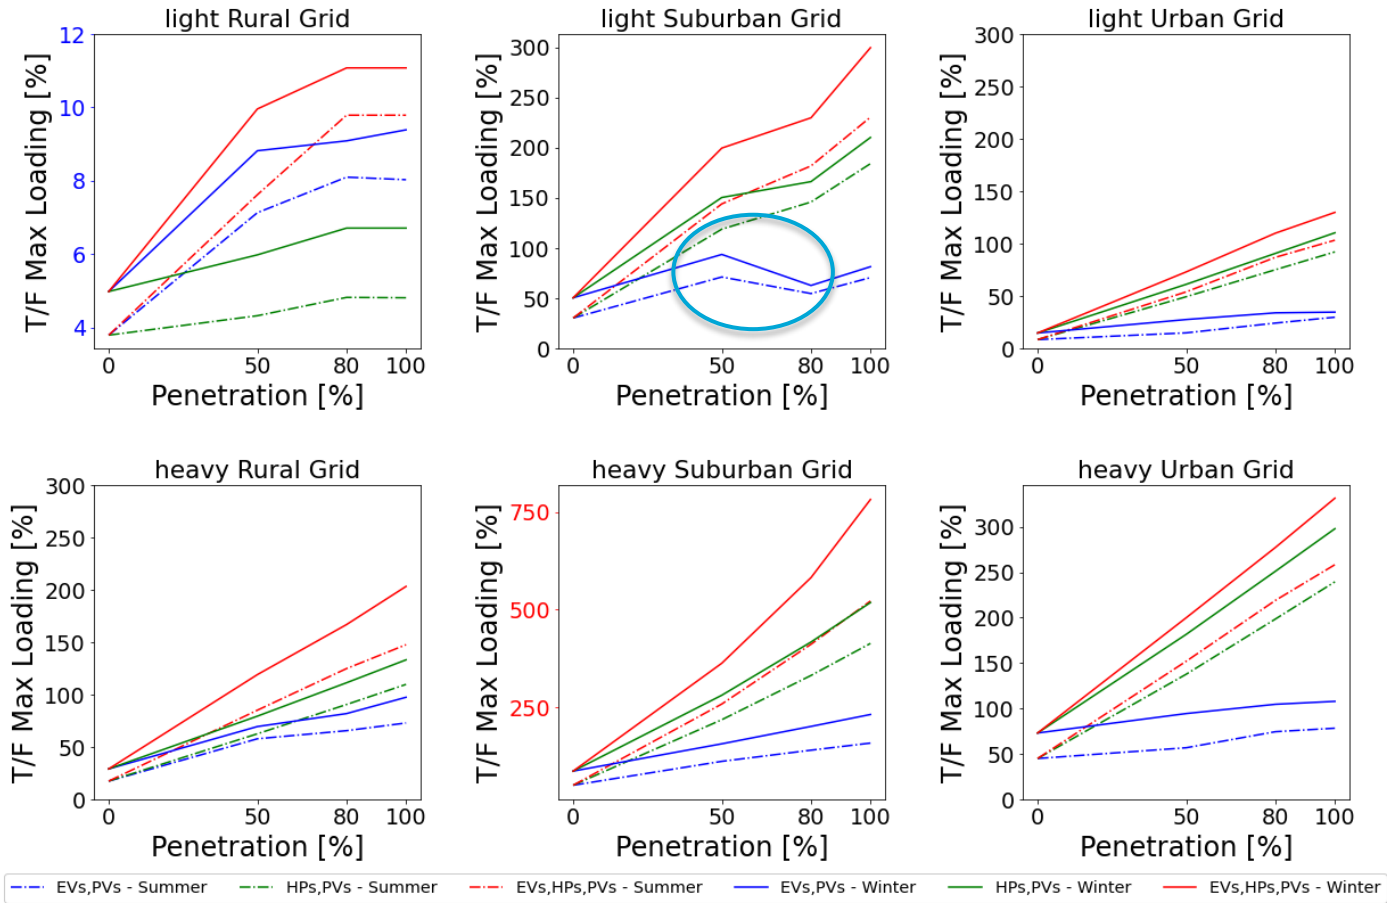 light Rural Grid
T/F Max Loading [%]
12
10
8
6
4
0 50 80 100
Penetration [%]
light Suburban Grid
T/F Max Loading [%]
300
250
200
150
100
50
0
0 50 80 100
Penetration [%]
light Urban Grid
T/F Max Loading [%]
300
250
200
150
100
50
0
0 50 80 100
Penetration [%]
heavy Rural Grid
T/F Max Loading [%]
300
250
200
150
100
50
0
0 50 80 100
Penetration [%]
heavy Suburban Grid
T/F Max Loading [%]
750
500
250
0 50 80 100
Penetration [%]
heavy Urban Grid
T/F Max Loading [%]
300
250
200
150
100
50
0
0 50 80 100
Penetration [%]
EVs,PVs - Summer HPs,PVs - Summer EVs,HPs,PVs - Summer EVs,PVs - Winter HPs,PVs - Winter EVs,HPs,PVs - Winter